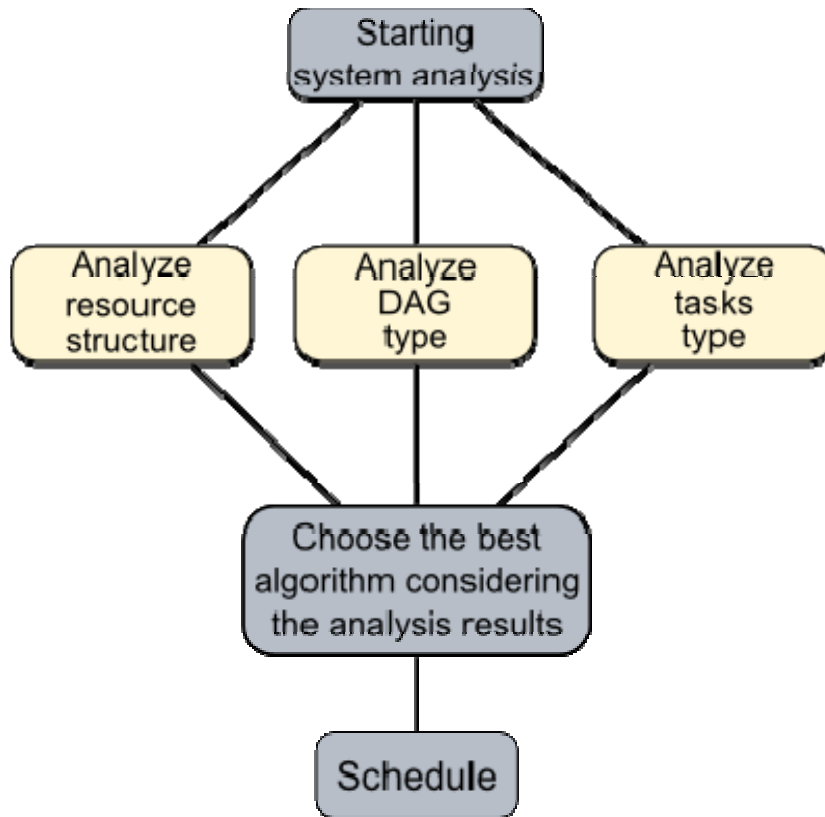 Starting
system analysis
Analyze
resource
structure
Analyze
DAG
type
Analyze
tasks
type
Choose the best
algorithm considering
the analysis results
Schedule